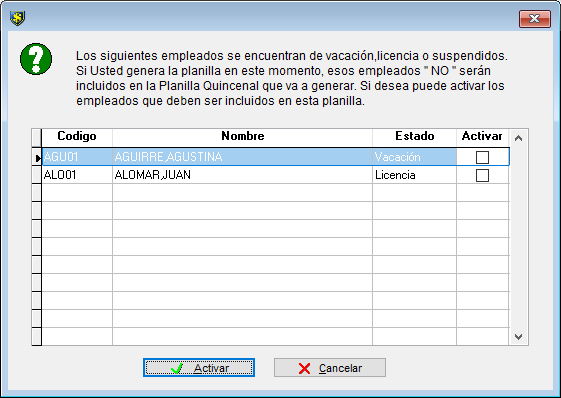 Los siguientes empleados se encuentran de vacación,licencia o suspendidos.
Si Usted genera la planilla en este momento, esos empleados " NO " serán
incluidos en la Planilla Quincenal que va a generar. Si desea puede activar los
empleados que deben ser incluidos en esta planilla.
Codigo Nombre Estado Activar
AGU01 AGUIRRE,AGUSTINA Vacación
ALO01 ALOMAR,JUAN Licencia
Activar Cancelar